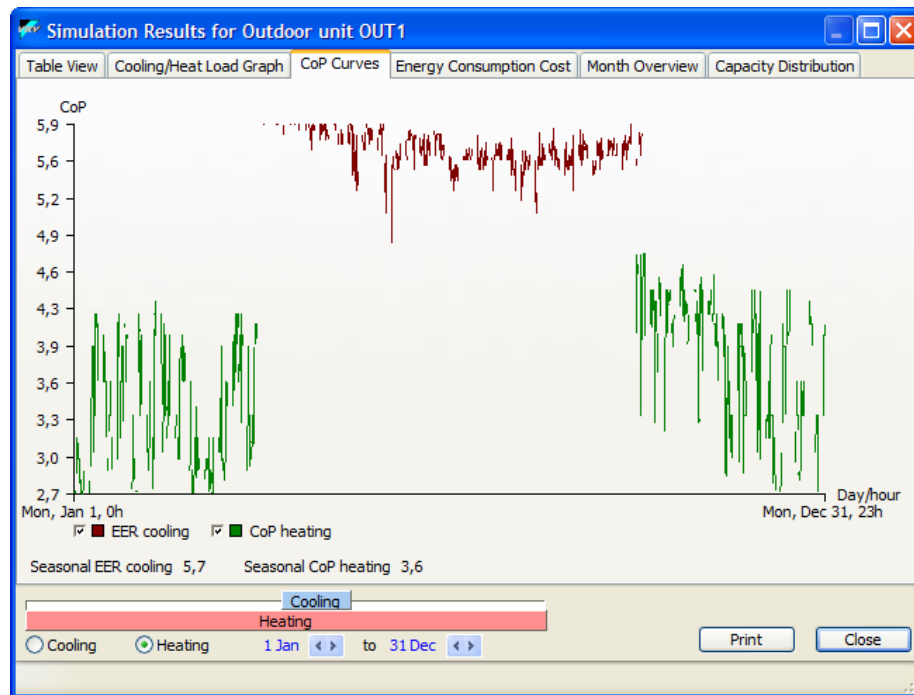 Simulation Results for Outdoor unit OUT1
Table View Cooling/Heat Load Graph CoP Curves Energy Consumption Cost Month Overview Capacity Distribution
CoP
5,9
5,6
5,2
4,9
4,6
4,3
3,9
3,6
3,3
3,0
2,7
Day/hour
Mon, Jan 1, 0h Mon, Dec 31, 23h
EER cooling CoP heating
Seasonal EER cooling 5,7 Seasonal CoP heating 3,6
Cooling
Heating
Cooling Heating 1 Jan to 31 Dec Print Close